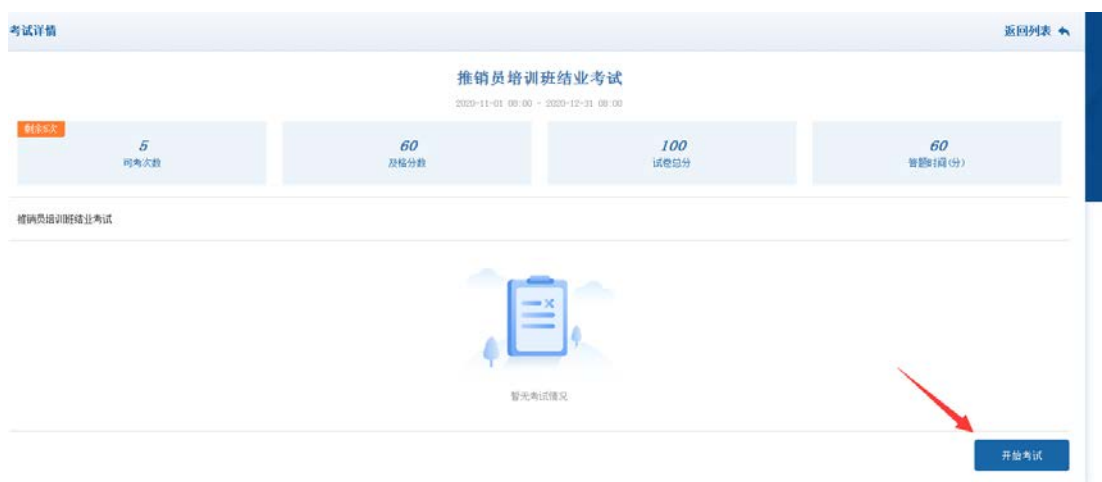 考试详情
返回列表
推销员培训班结业考试
2020-11-01 08:00 - 2020-12-31 08:00
剩余5次
5
可考次数
60
及格分数
100
试卷总分
60
答题时间(分)
推销员培训班结业考试
暂无考试情况
开始考试